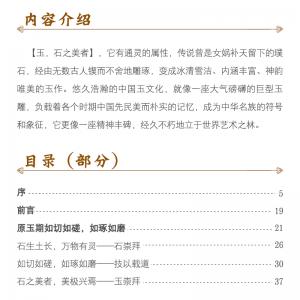 内容介绍
【玉，石之美者】，它有通灵的属性，传说曾是女娲补天留下的璞
石，经由无数古人锲而不舍地雕琢，变成冰清雪洁、内涵丰富、神韵
唯美的玉作。悠久浩瀚的中国玉文化，就像一座大气磅礴的巨型玉
雕，负载着各个时期中国先民美而朴实的记忆，成为中华名族的符号
和象征，它更像一座精神丰碑，经久不朽地立于世界艺术之林。
目录（部分）
序 5
前言 19
原玉期如切如磋，如琢如磨 21
石生土长，万物有灵——石崇拜 26
如切如磋，如琢如磨——技以载道 30
石之美者，美极兴焉——玉崇拜 37